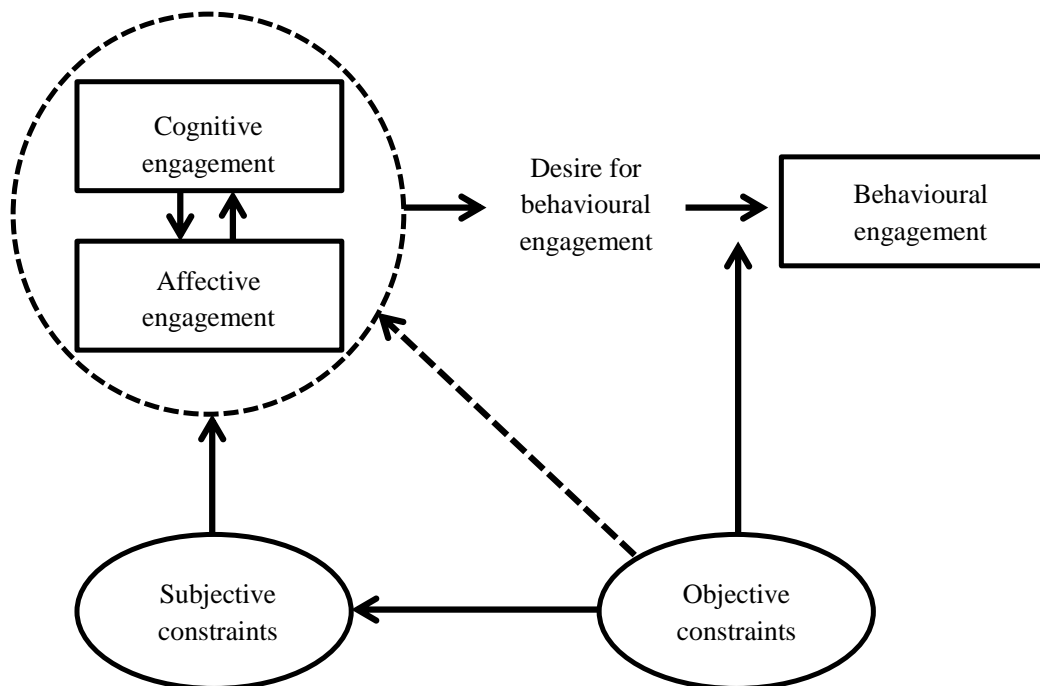 Cognitive
engagement
Affective
engagement
Desire for
behavioural
engagement
Behavioural
engagement
Subjective
constraints
Objective
constraints